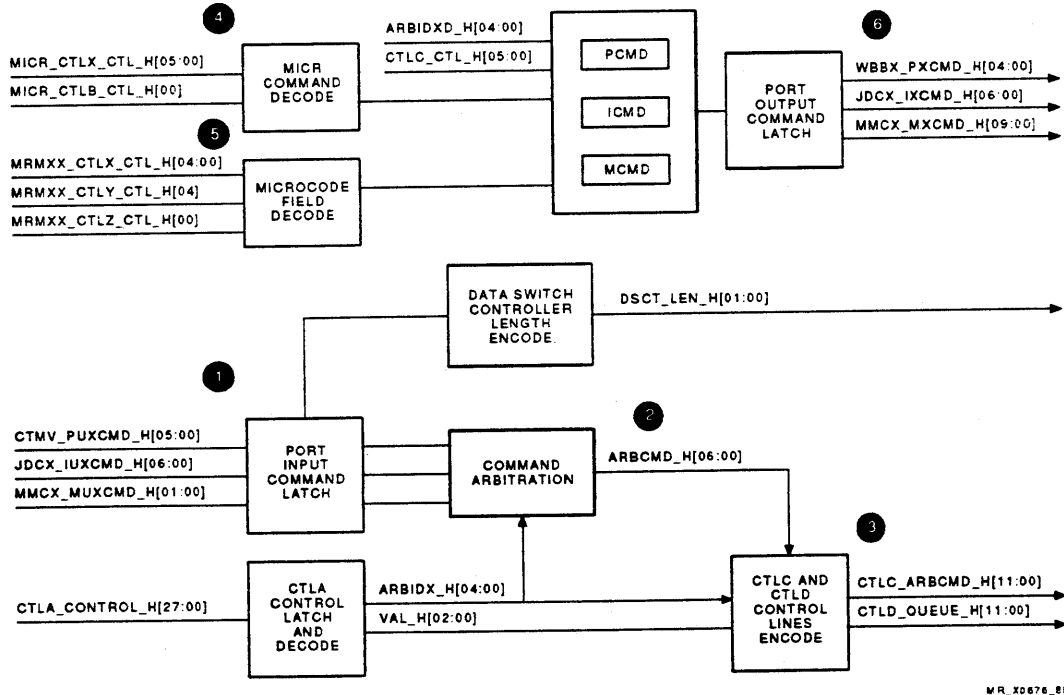 4
MICR_CTLX_CTL_H[05:00]
MICR_CTLB_CTL_H[00]
MICR
COMMAND
DECODE
ARBIDXD_H[04:00]
CTLC_CTL_H[05:00]
PCMD
ICMD
MCMD
6
PORT
OUTPUT
COMMAND
LATCH
WBBX_PXCMD_H[04:00]
JDCX_IXCMD_H[06:00]
MMCX_MXCMD_H[09:00]
5
MRMXX_CTLX_CTL_H[04:00]
MRMXX_CTLY_CTL_H[04]
MRMXX_CTLZ_CTL_H[00]
MICROCODE
FIELD
DECODE
DATA SWITCH
CONTROLLER
LENGTH
ENCODE.
DSCT_LEN_H[01:00]
1
CTMV_PUXCMD_H[05:00]
JDCX_IUXCMD_H[06:00]
MMCX_MUXCMD_H[01:00]
PORT
INPUT
COMMAND
LATCH
COMMAND
ARBITRATION
2
ARBCMD_H[06:00]
3
CTLA_CONTROL_H[27:00]
CTLA
CONTROL
LATCH
AND
DECODE
ARBIDX_H[04:00]
VAL_H[02:00]
CTLC AND
CTLD
CONTROL
LINES
ENCODE
CTLC_ARBCMD_H[11:00]
CTLD_QUEUE_H[11:00]